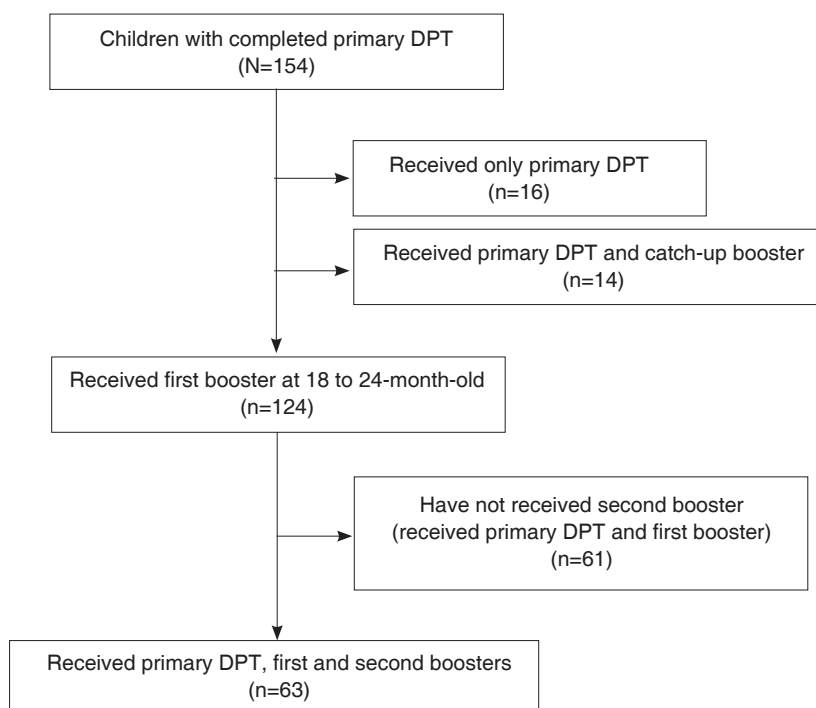 Children with completed primary DPT
(N=154)
Received only primary DPT
(n=16)
Received primary DPT and catch-up booster
(n=14)
Received first booster at 18 to 24-month-old
(n=124)
Have not received second booster
(received primary DPT and first booster)
(n=61)
Received primary DPT, first and second boosters
(n=63)